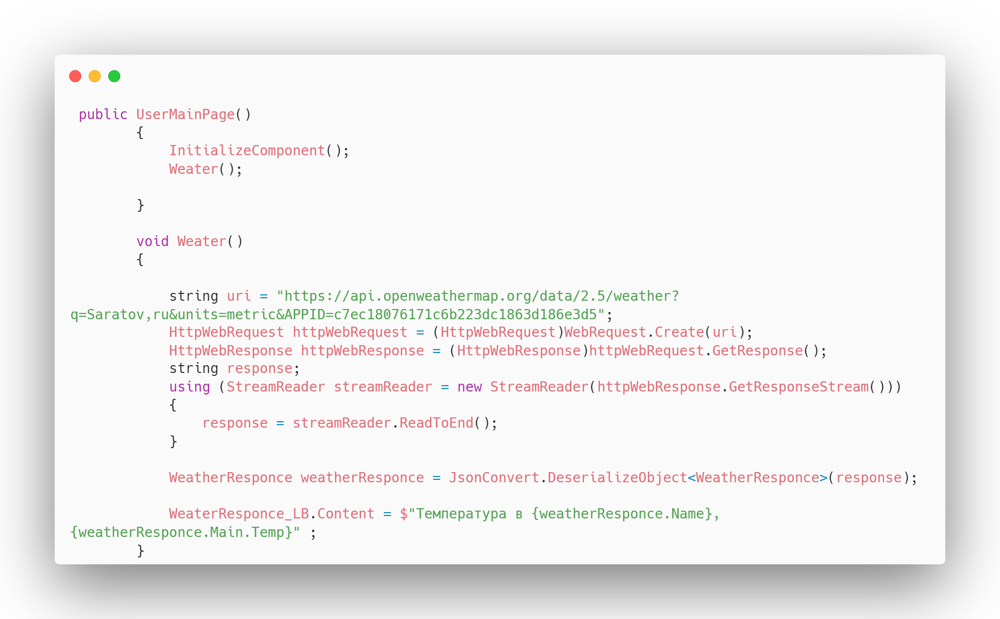 public UserMainPage()
{
InitializeComponent();
Weater();
}
void Weater()
{
string uri = "https://api.openweathermap.org/data/2.5/weather?
q=Saratov,ru&units=metric&APPID=c7ec18076171c6b223dc1863d186e3d5";
HttpWebRequest httpWebRequest = (HttpWebRequest)WebRequest.Create(uri);
HttpWebResponse httpWebResponse = (HttpWebResponse)httpWebRequest.GetResponse();
string response;
using (StreamReader streamReader = new StreamReader(httpWebResponse.GetResponseStream()))
{
response = streamReader.ReadToEnd();
}
WeatherResponce weatherResponce = JsonConvert.DeserializeObject<WeatherResponce>(response);
WeaterResponce_LB.Content = $"Температура в {weatherResponce.Name},
{weatherResponce.Main.Temp}" ;
}